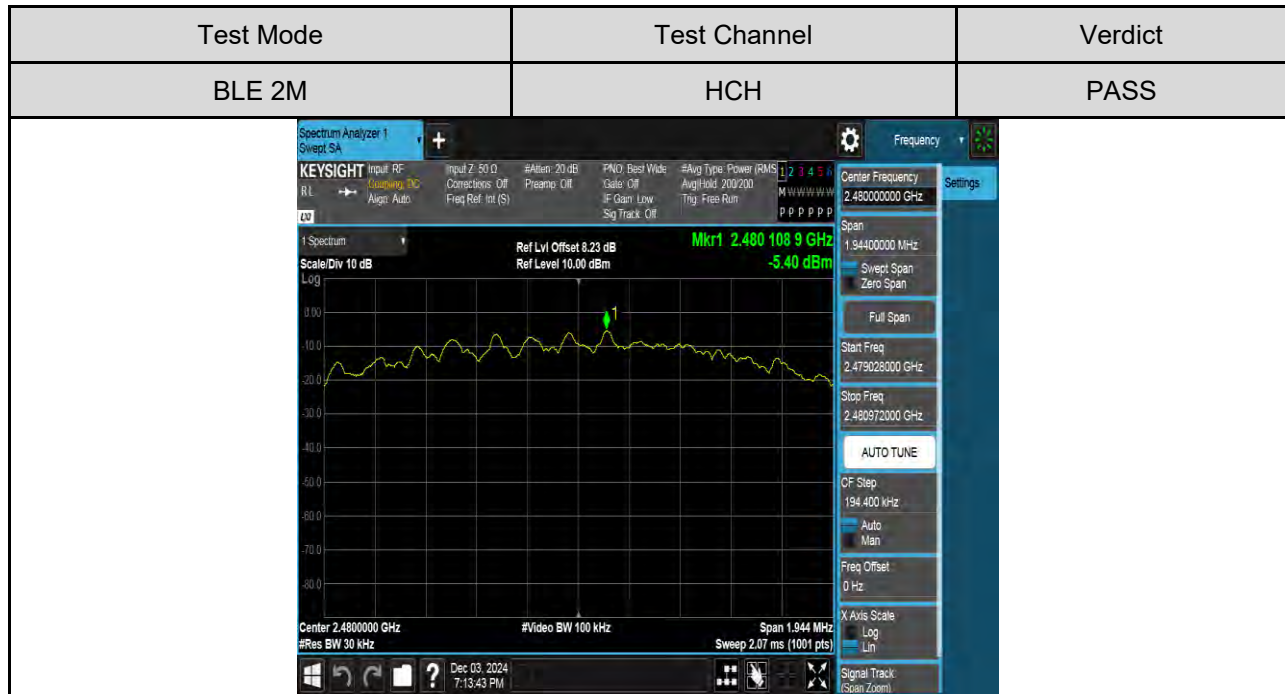 Test Mode Test Channel Verdict
BLE 2M HCH PASS
Spectrum Analyzer 1
Swept SA
+
Frequency
KEYSIGHT Input: RF Input Z: 50 Ω #Atten: 20 dB PNO: Best Wide #Avg Type: Power (RMS 1 2 3 4 5 6
RL Coupling: DC Corrections: Off Preamp: Off Gate: Off Avg|Hold: 200/200 M W W W W W
Align: Auto Freq Ref: Int (S) IF Gain: Low Trig: Free Run
Sig Track: Off P P P P P P
Center Frequency
2.480000000 GHz
Settings
1 Spectrum
Scale/Div 10 dB
Ref Lvl Offset 8.23 dB
Ref Level 10.00 dBm
Mkr1 2.480 108 9 GHz
-5.40 dBm
Span
1.94400000 MHz
Swept Span
Zero Span
Log
1
0.00
-10.0
-20.0
-30.0
-40.0
-50.0
-60.0
-70.0
-80.0
Full Span
Start Freq
2.479028000 GHz
Stop Freq
2.480972000 GHz
AUTO TUNE
CF Step
194.400 kHz
Auto
Man
Freq Offset
0 Hz
X Axis Scale
Log
Lin
Signal Track
(Span Zoom)
Center 2.4800000 GHz #Video BW 100 kHz Span 1.944 MHz
#Res BW 30 kHz Sweep 2.07 ms (1001 pts)
? Dec 03, 2024
7:13:43 PM